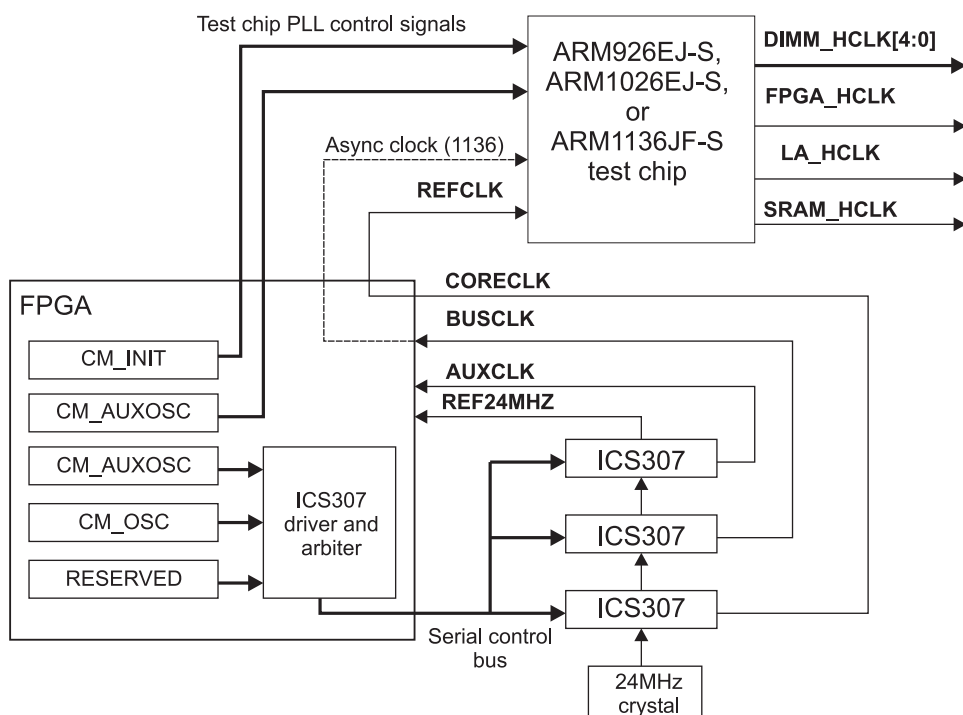 Test chip PLL control signals
ARM926EJ-S,
ARM1026EJ-S,
or
ARM1136JF-S
test chip
DIMM_HCLK[4:0]
FPGA_HCLK
LA_HCLK
SRAM_HCLK
Async clock (1136)
REFCLK
CORECLK
BUSCLK
AUXCLK
REF24MHZ
FPGA
CM_INIT
CM_AUXOSC
CM_AUXOSC
CM_OSC
RESERVED
ICS307
driver and
arbiter
ICS307
ICS307
ICS307
Serial control
bus
24MHz
crystal